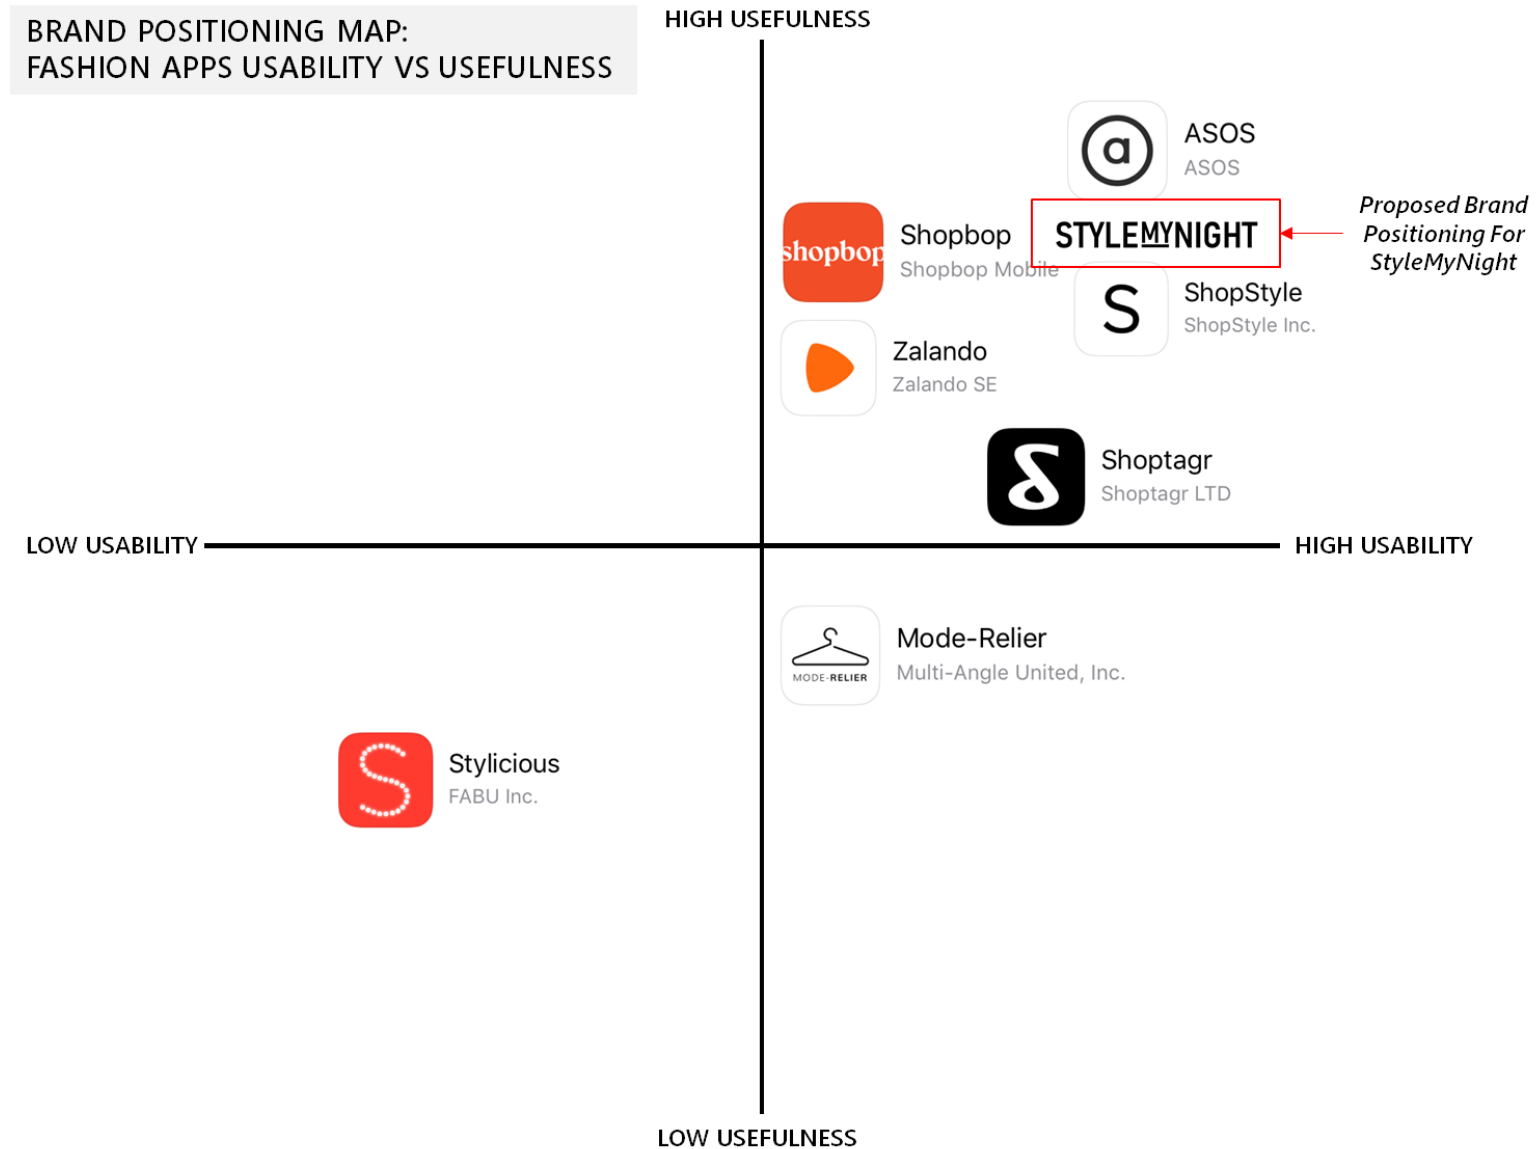 BRAND POSITIONING MAP:
FASHION APPS USABILITY VS USEFULNESS
HIGH USEFULNESS
a
ASOS
ASOS
shopbop
Shopbop
Shopbop Mobile
STYLEMYNIGHT
Proposed Brand
Positioning For
StyleMyNight
S
ShopStyle
ShopStyle Inc.
Zalando
Zalando SE
Shoptagr
Shoptagr LTD
LOW USABILITY
HIGH USABILITY
MODE-RELIER
Mode-Relier
Multi-Angle United, Inc.
S
Stylicious
FABU Inc.
LOW USEFULNESS